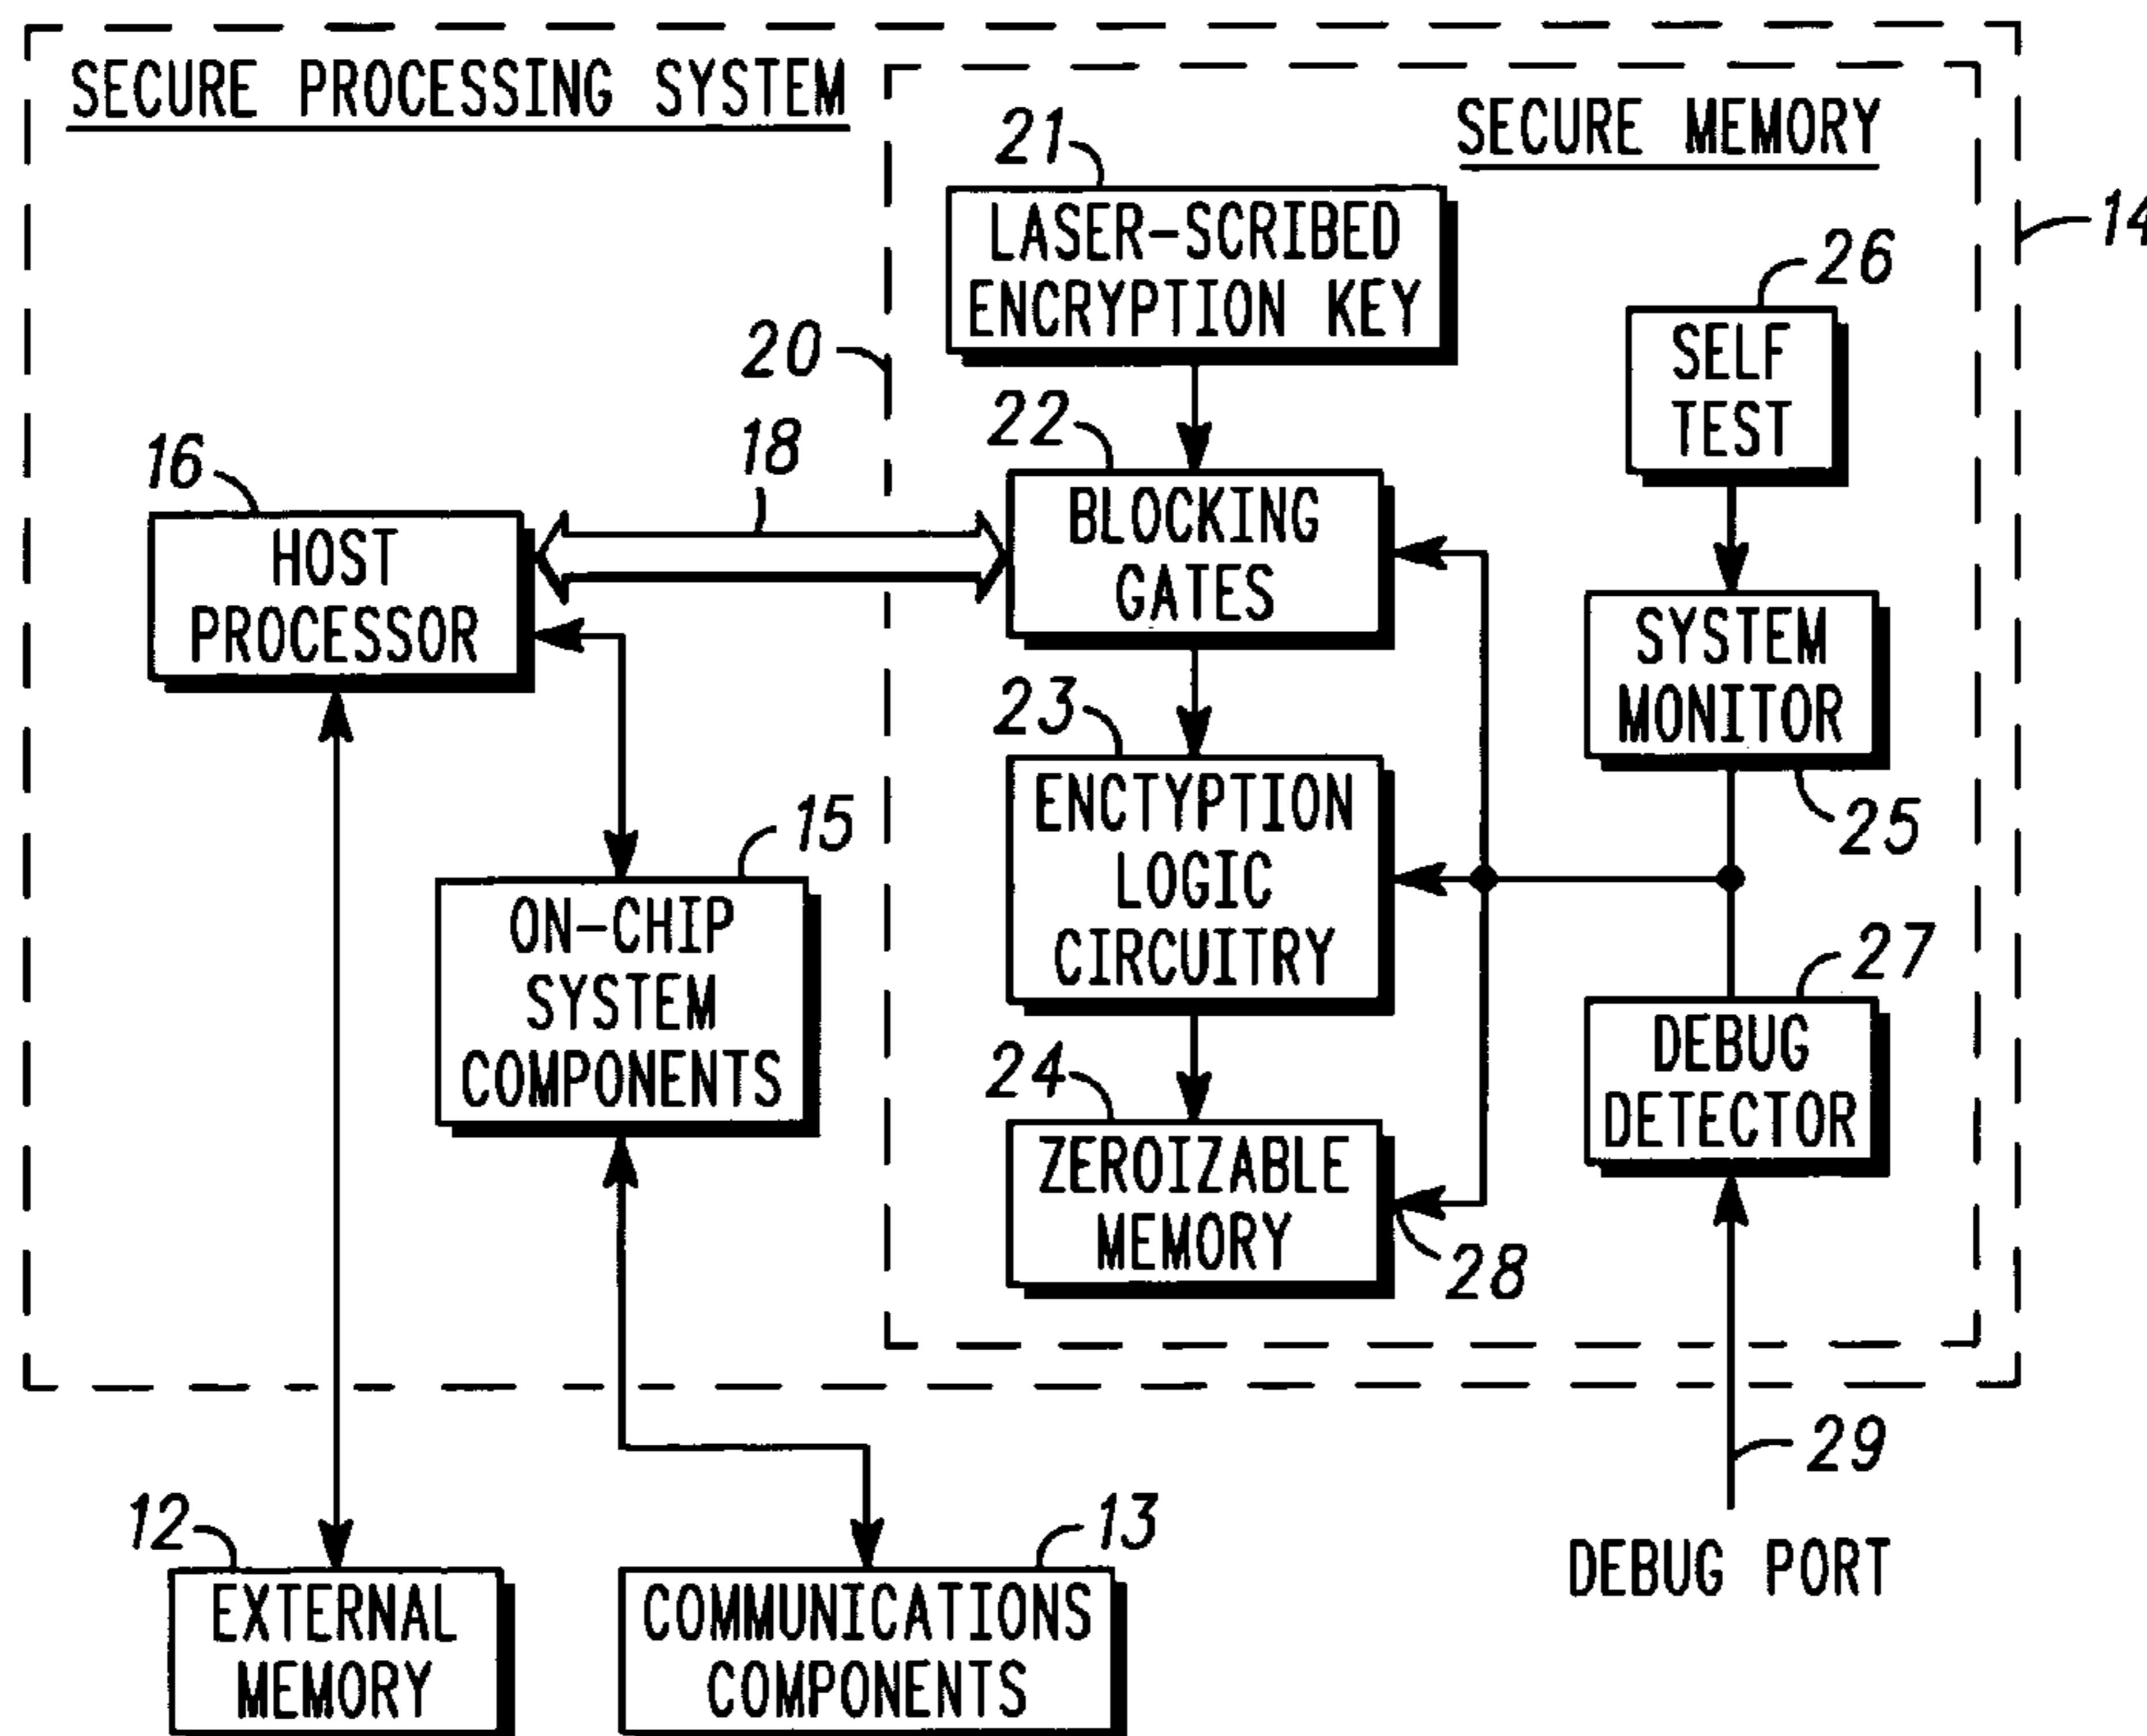 SECURE PROCESSING SYSTEM
SECURE MEMORY
21
LASER-SCRIBED
ENCRYPTION KEY
14
26
SELF
TEST
20
22
18
16
HOST
PROCESSOR
BLOCKING
GATES
SYSTEM
MONITOR
25
23
ENCTYPTION
LOGIC
CIRCUITRY
15
ON-CHIP
SYSTEM
COMPONENTS
27
DEBUG
DETECTOR
24
ZEROIZABLE
MEMORY
28
29
DEBUG PORT
12
EXTERNAL
MEMORY
13
COMMUNICATIONS
COMPONENTS